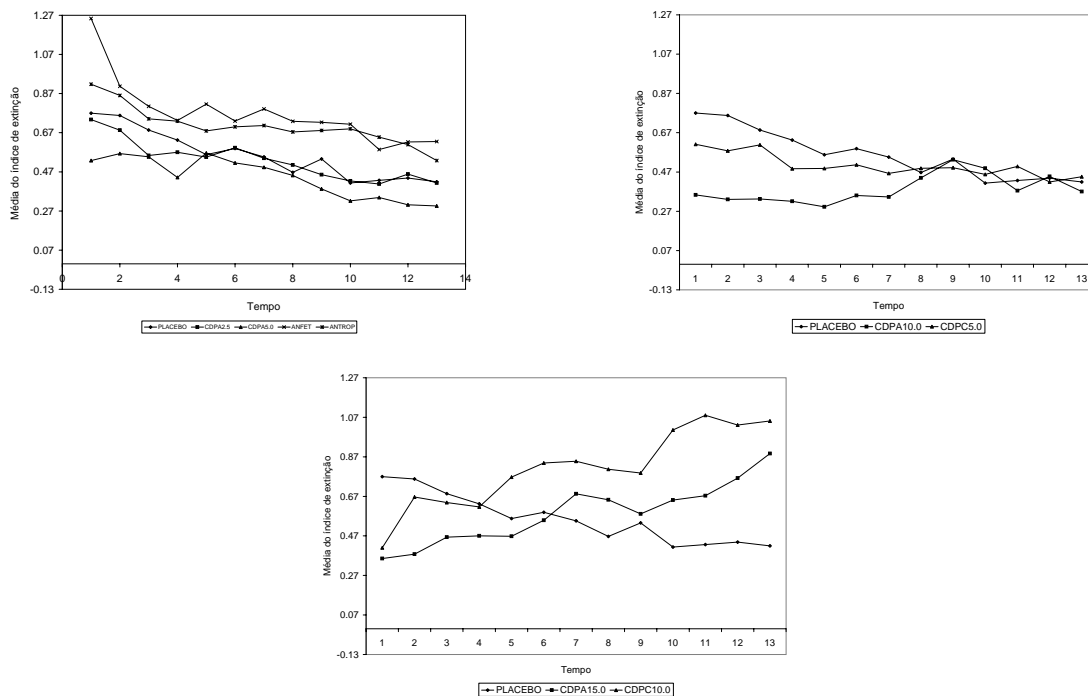 Média do índice de extinção
1.27
1.07
0.87
0.67
0.47
0.27
0.07
-0.13
0 2 4 6 8 10 12 14
Tempo
PLACEBO CDPA2.5 CDPA5.0 ANFET ANTROP
Média do índice de extinção
1.27
1.07
0.87
0.67
0.47
0.27
0.07
-0.13
1 2 3 4 5 6 7 8 9 10 11 12 13
Tempo
PLACEBO CDPA10.0 CDPC5.0
Média do índice de extinção
1.27
1.07
0.87
0.67
0.47
0.27
0.07
-0.13
1 2 3 4 5 6 7 8 9 10 11 12 13
Tempo
PLACEBO CDPA15.0 CDPC10.0